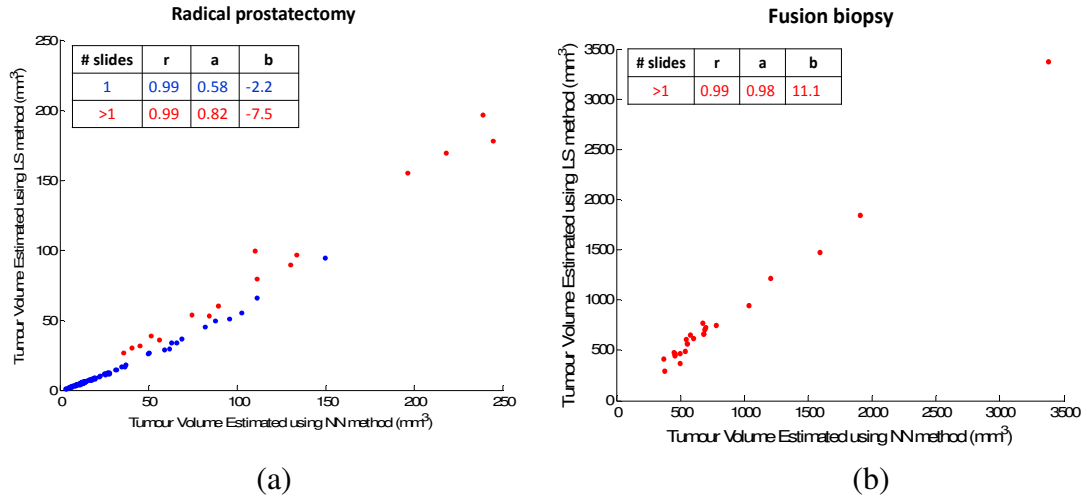 Radical prostatectomy
Tumour Volume Estimated using LS method (mm³)
250
200
150
100
50
0
# slides r a b
1 0.99 0.58 -2.2
>1 0.99 0.82 -7.5
0 50 100 150 200 250
Tumour Volume Estimated using NN method (mm³)
(a)
Fusion biopsy
Tumour Volume Estimated using LS method (mm³)
3500
3000
2500
2000
1500
1000
500
0
# slides r a b
>1 0.99 0.98 11.1
0 500 1000 1500 2000 2500 3000 3500
Tumour Volume Estimated using NN method (mm³)
(b)